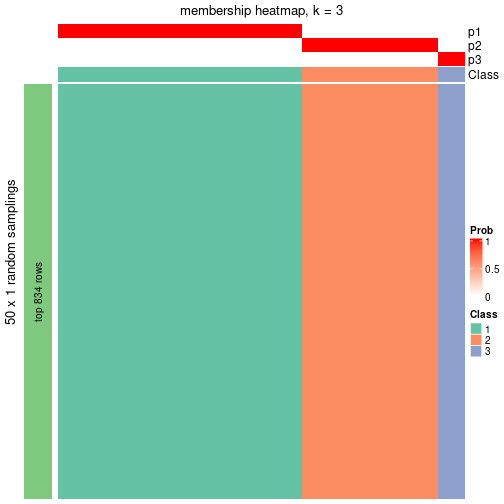 membership heatmap, k = 3
p1
p2
p3
Class
50 x 1 random samplings
top 834 rows
Prob
1
0.5
0
Class
1
2
3